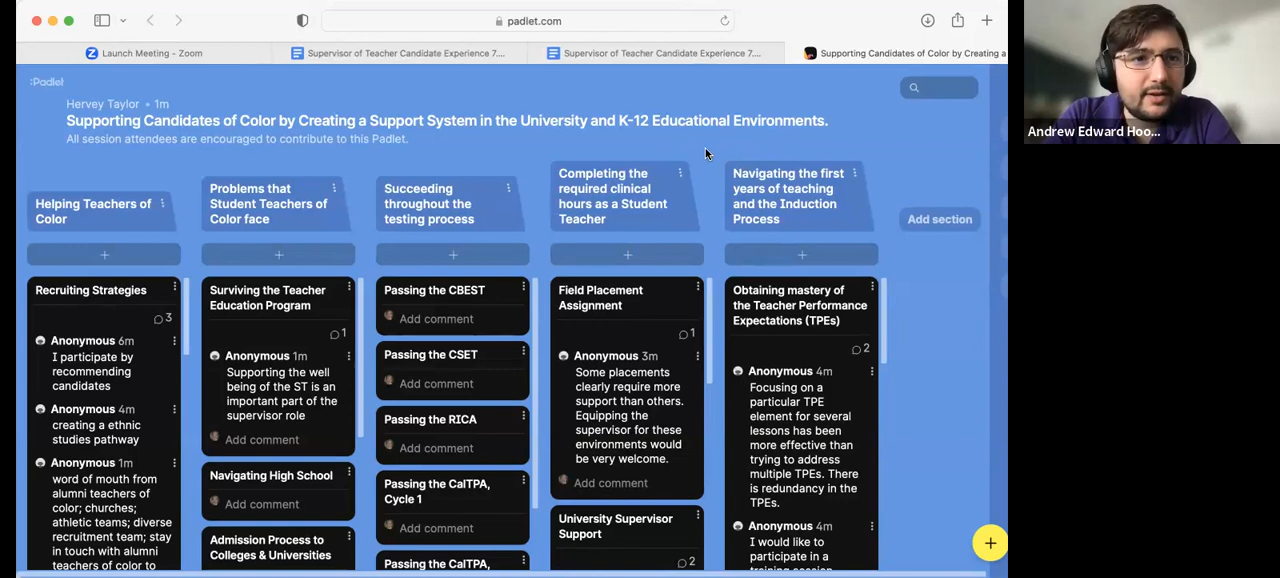 padlet.com
Launch Meeting - Zoom
Supervisor of Teacher Candidate Experience 7....
Supervisor of Teacher Candidate Experience 7....
Supporting Candidates of Color by Creating a
:Padlet
Hervey Taylor • 1m
Supporting Candidates of Color by Creating a Support System in the University and K-12 Educational Environments.
All session attendees are encouraged to contribute to this Padlet.
Helping Teachers of
Color
Recruiting Strategies
3
Anonymous 6m
I participate by
recommending
candidates
Anonymous 4m
creating a ethnic
studies pathway
Anonymous 1m
word of mouth from
alumni teachers of
color; churches;
athletic teams; diverse
recruitment team; stay
in touch with alumni
teachers of color to
Problems that
Student Teachers of
Color face
Surviving the Teacher
Education Program
1
Anonymous 1m
Supporting the well
being of the ST is an
important part of the
supervisor role
Add comment
Navigating High School
Add comment
Admission Process to
Colleges & Universities
Succeeding
throughout the
testing process
Passing the CBEST
Add comment
Passing the CSET
Add comment
Passing the RICA
Add comment
Passing the CalTPA,
Cycle 1
Add comment
Passing the CalTPA,
Completing the
required clinical
hours as a Student
Teacher
Field Placement
Assignment
1
Anonymous 3m
Some placements
clearly require more
support than others.
Equipping the
supervisor for these
environments would
be very welcome.
Add comment
University Supervisor
Support
2
Navigating the first
years of teaching
and the Induction
Process
Obtaining mastery of
the Teacher Performance
Expectations (TPEs)
2
Anonymous 4m
Focusing on a
particular TPE
element for several
lessons has been
more effective than
trying to address
multiple TPEs. There
is redundancy in the
TPEs.
Anonymous 4m
I would like to
participate in a
training session
Add section
Andrew Edward Hoo...